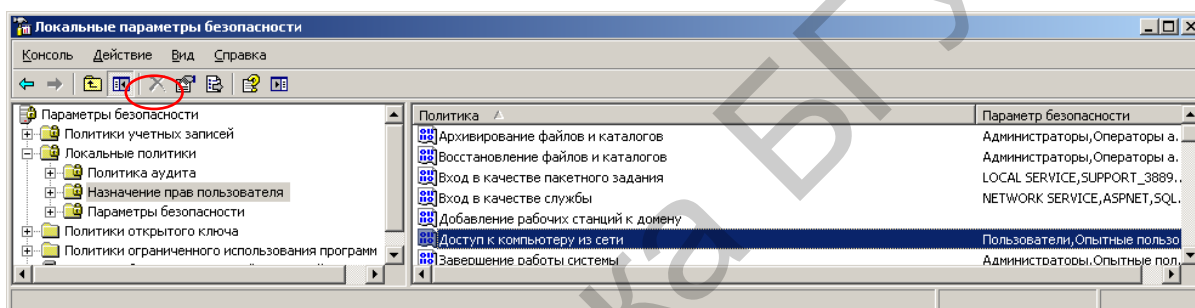 Локальные параметры безопасности
Консоль Действие Вид Справка
Параметры безопасности
Политики учетных записей
Локальные политики
Политика аудита
Назначение прав пользователя
Параметры безопасности
Политики открытого ключа
Политики ограниченного использования программ
Политика Параметр безопасности
Архивирование файлов и каталогов Администраторы,Операторы а.
Восстановление файлов и каталогов Администраторы,Операторы а.
Вход в качестве пакетного задания LOCAL SERVICE,SUPPORT_3889..
Вход в качестве службы NETWORK SERVICE,ASPNET,SQL.
Добавление рабочих станций к домену
Доступ к компьютеру из сети Пользователи,Опытные пользо
Завершение работы системы Администраторы,Опытные пол.
ка БГУ